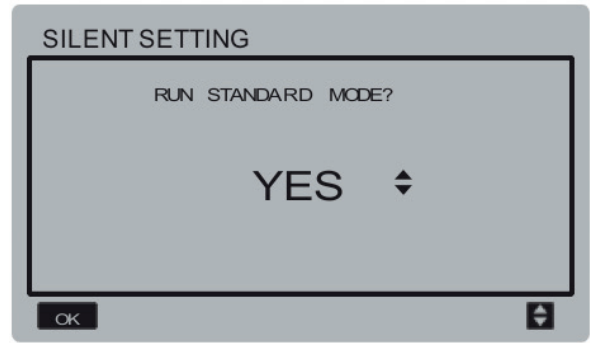 SILENT SETTING
RUN STANDARD MODE?
YES
OK